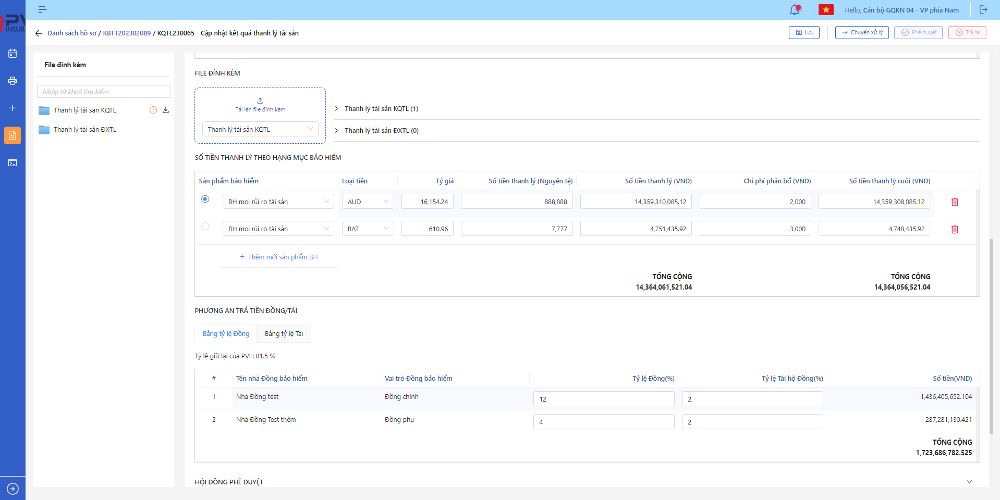 Hello, Cán bộ GQKN 04 - VP phía Nam
Danh sách hồ sơ / KBTT202302089 / KQTL230065 - Cập nhật kết quả thanh lý tài sản
Lưu
Chuyển xử lý
Phê duyệt
Trả lại
File đính kèm
Nhập từ khoá tìm kiếm
Thanh lý tài sản KQTL
Thanh lý tài sản ĐXTL
FILE ĐÍNH KÈM
Tải lên file đính kèm
Thanh lý tài sản KQTL
Thanh lý tài sản KQTL (1)
Thanh lý tài sản ĐXTL (0)
SỐ TIỀN THANH LÝ THEO HẠNG MỤC BẢO HIỂM
Sản phẩm bảo hiểm Loại tiền Tỷ giá Số tiền thanh lý (Nguyên tệ) Số tiền thanh lý (VND) Chi phí phân bổ (VND) Số tiền thanh lý cuối (VND)
BH mọi rủi ro tài sản AUD 16,154.24 888,888 14,359,310,085.12 2,000 14,359,308,085.12
BH mọi rủi ro tài sản BAT 610.96 7,777 4,751,435.92 3,000 4,748,435.92
+ Thêm mới sản phẩm BH
TỔNG CỘNG TỔNG CỘNG
14,364,061,521.04 14,364,056,521.04
PHƯƠNG ÁN TRẢ TIỀN ĐỒNG/TÁI
Bảng tỷ lệ Đồng Bảng tỷ lệ Tái
Tỷ lệ giữ lại của PVI : 81.5 %
# Tên nhà Đồng bảo hiểm Vai trò Đồng bảo hiểm Tỷ lệ Đồng(%) Tỷ lệ Tái hộ Đồng(%) Số tiền(VND)
1 Nhà Đồng test Đồng chính 12 2 1,436,405,652.104
2 Nhà Đồng Test thêm Đồng phụ 4 2 287,281,130.421
TỔNG CỘNG
1,723,686,782.525
HỘI ĐỒNG PHÊ DUYỆT